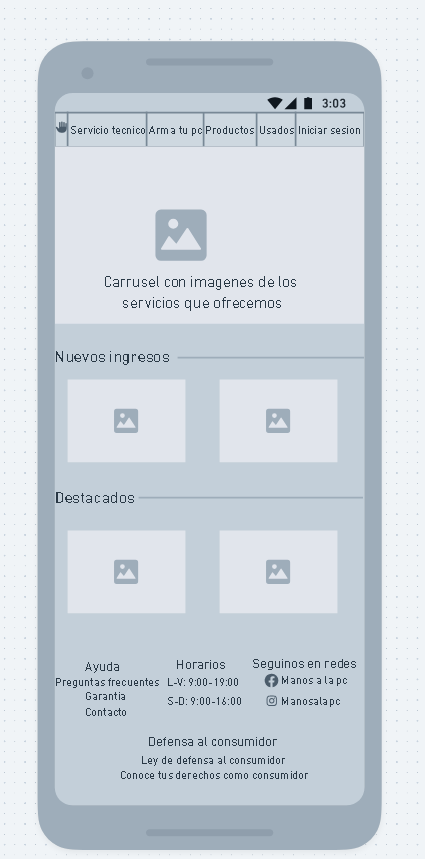 3:03
Servicio tecnico Arma tu pc Productos Usados Iniciar sesion
Carrusel con imagenes de los
servicios que ofrecemos
Nuevos ingresos
Destacados
Ayuda
Preguntas frecuentes
Garantia
Contacto
Horarios
L-V: 9:00-19:00
S-D: 9:00-16:00
Seguinos en redes
Manos a la pc
Manosalapc
Defensa al consumidor
Ley de defensa al consumidor
Conoce tus derechos como consumidor